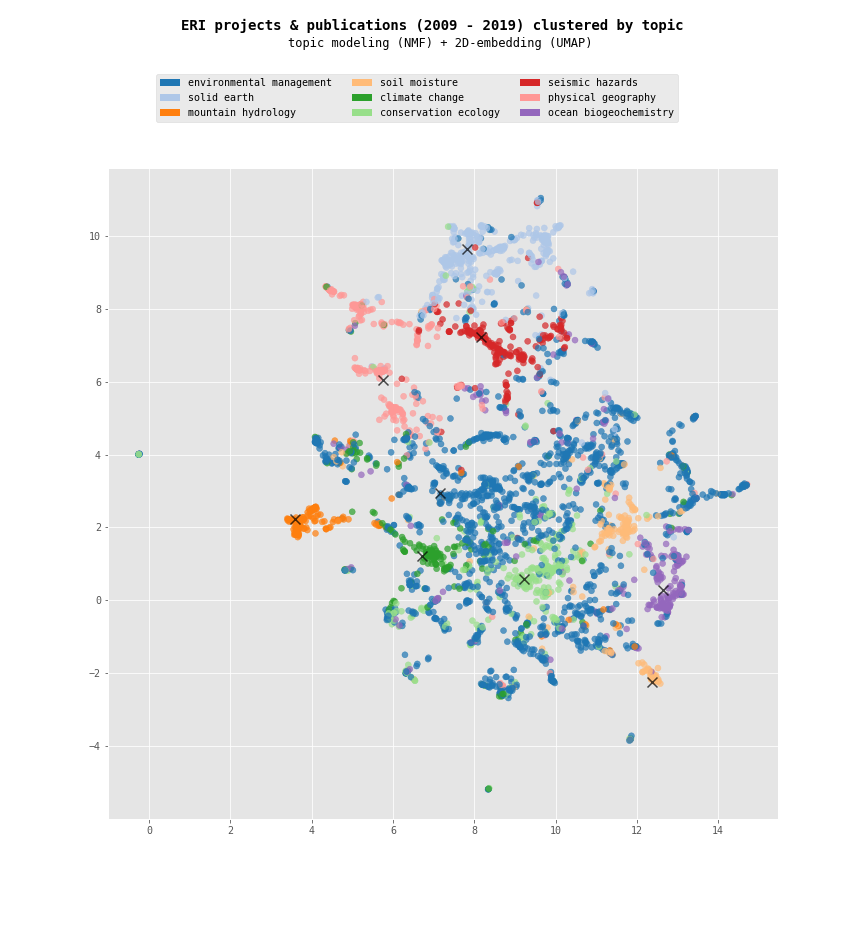 ERI projects & publications (2009 - 2019) clustered by topic
topic modeling (NMF) + 2D-embedding (UMAP)
environmental management soil moisture seismic hazards
solid earth climate change physical geography
mountain hydrology conservation ecology ocean biogeochemistry
10
8
6
4
2
0
−2
−4
0 2 4 6 8 10 12 14